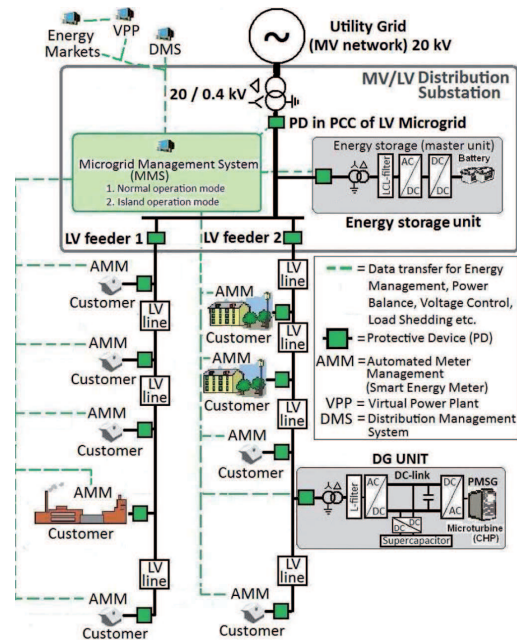 Energy
Markets
VPP
DMS
Utility Grid
(MV network) 20 kV
~
20 / 0.4 kV
MV/LV Distribution
Substation
PD in PCC of LV Microgrid
Microgrid Management System
(MMS)
1. Normal operation mode
2. Island operation mode
Energy storage (master unit)
LCL-filter
AC
DC
DC
DC
Battery
Energy storage
unit
LV feeder 1
LV feeder 2
AMM
Customer
LV
line
AMM
Customer
LV
line
AMM
Customer
AMM
Customer
LV
line
AMM
Customer
LV
line
AMM
Customer
LV
line
AMM
Customer
LV
line
AMM
Customer
LV
line
AMM
Customer
= Data transfer for Energy
Management, Power
Balance, Voltage Control,
Load Shedding etc.
=Protective Device (PD)
AMM =Automated Meter
Management
(Smart Energy Meter)
VPP =Virtual Power Plant
DMS =Distribution Management
System
DG UNIT
DC-link
L-filter
AC
DC
DC
DC
Supercapacitor
DC
AC
PMSG
Microturbine
(CHP)